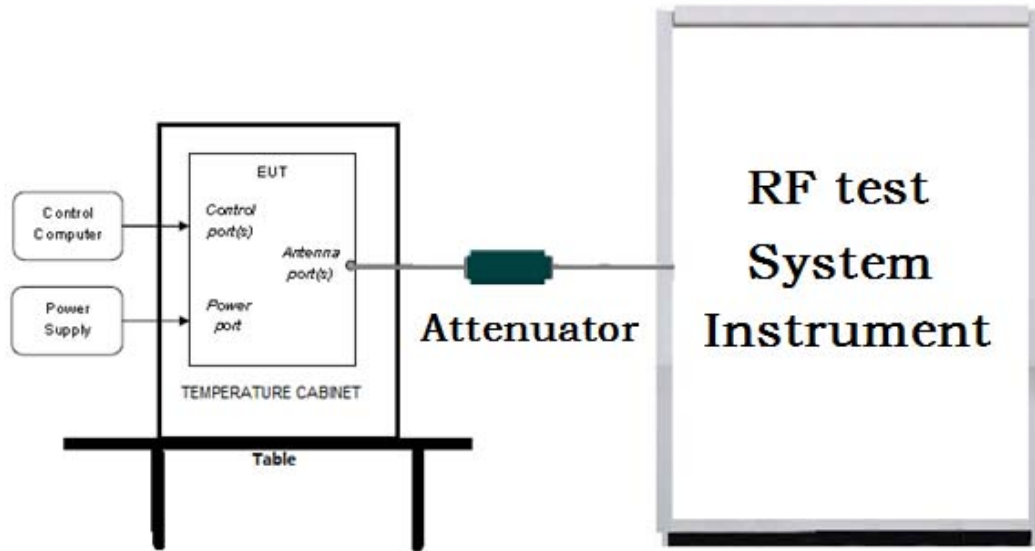 EUT
Control
Computer
Control
port(s)
Antenna
port(s)
Power
Supply
Power
port
TEMPERATURE CABINET
Table
Attenuator
RF test
System
Instrument